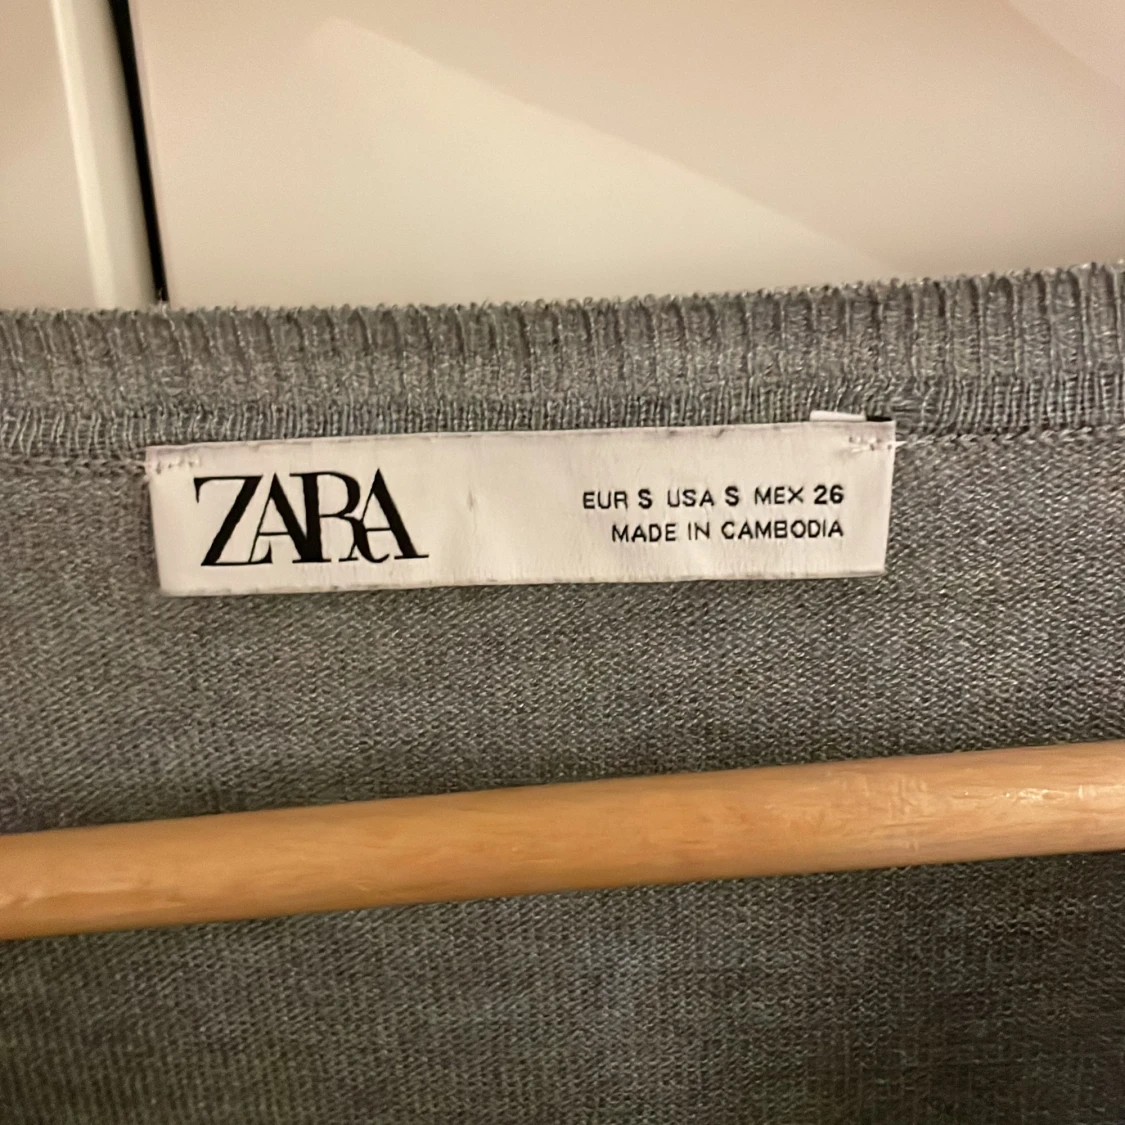 ZARA
EUR S USA S MEX 26
MADE IN CAMBODIA